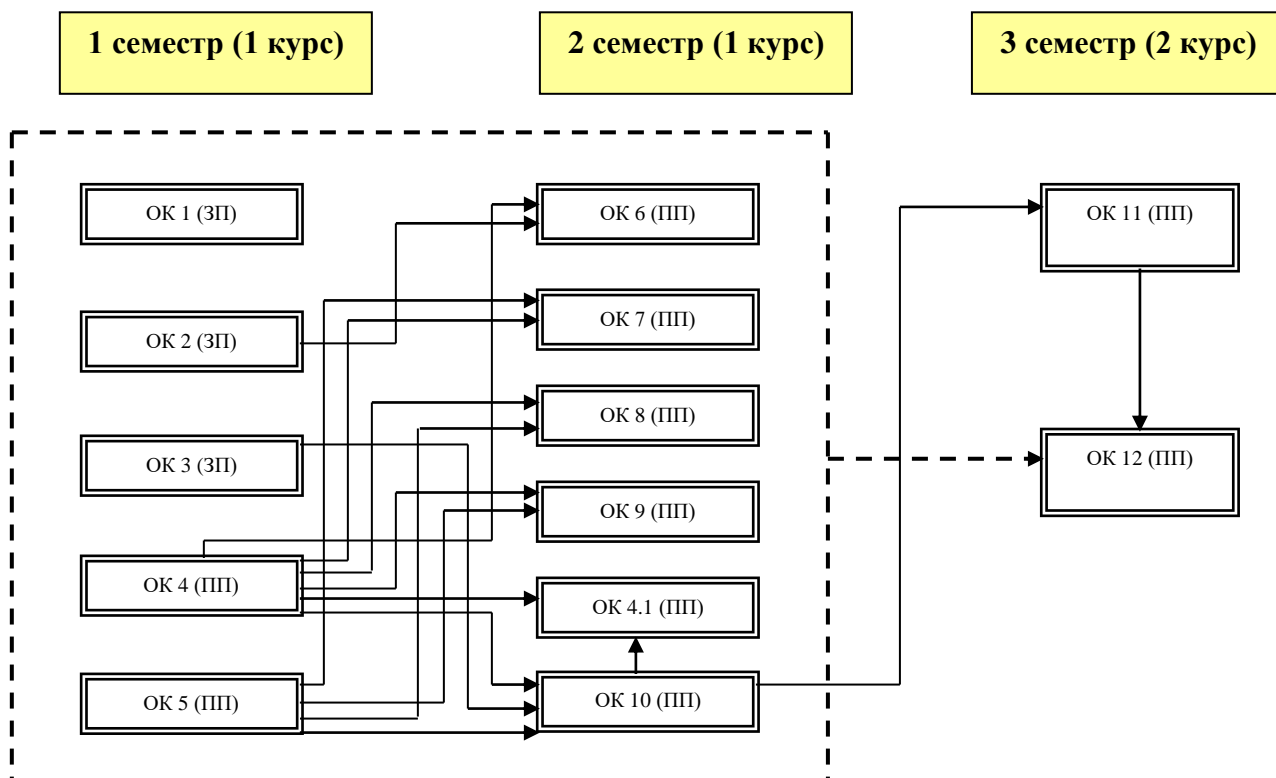 1 семестр (1 курс)
2 семестр (1 курс)
3 семестр (2 курс)
ОК 1 (ЗП)
ОК 6 (ПП)
ОК 11 (ПП)
ОК 2 (ЗП)
ОК 7 (ПП)
ОК 8 (ПП)
ОК 3 (ЗП)
ОК 12 (ПП)
ОК 9 (ПП)
ОК 4 (ПП)
ОК 4.1 (ПП)
ОК 5 (ПП)
ОК 10 (ПП)